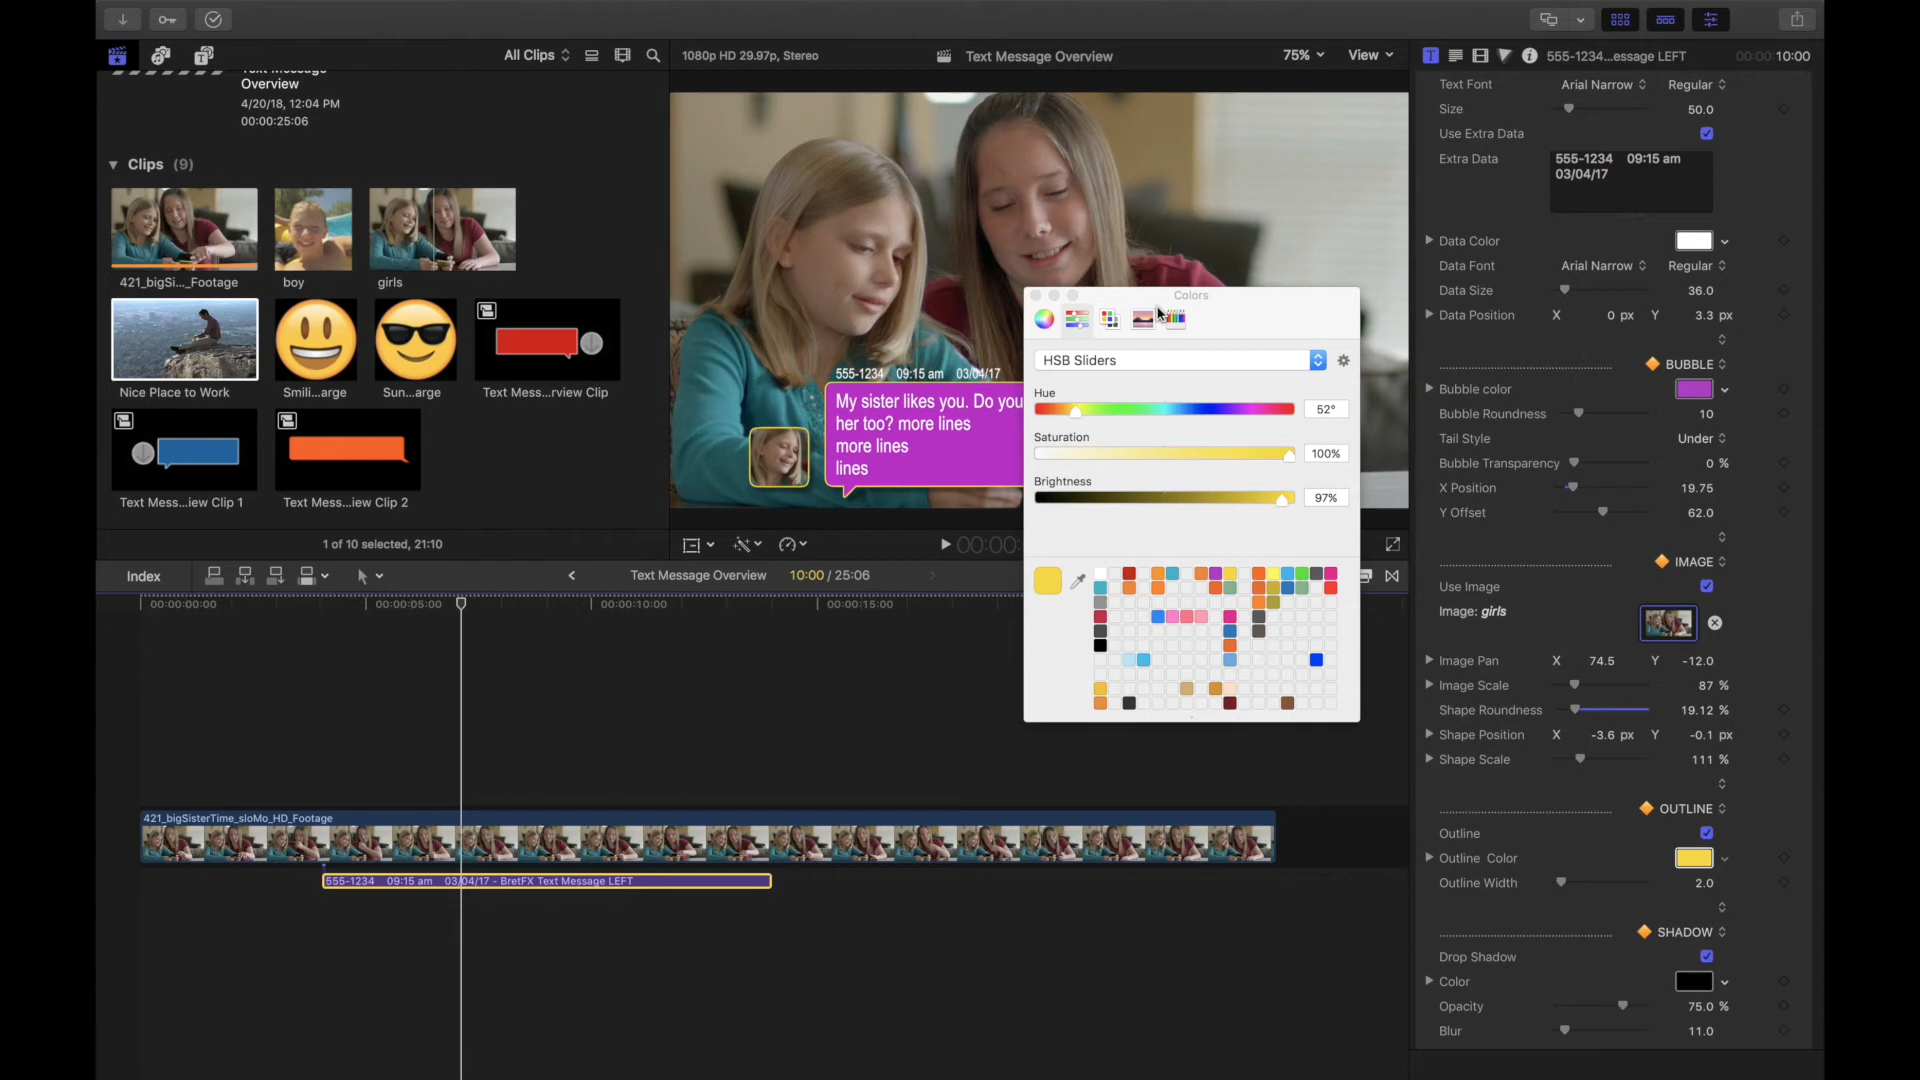 All Clips
1080p HD 29.97p, Stereo
Text Message Overview
75%
View
555-1234...essage LEFT
00:00:10:00
Text Message
Overview
4/20/18, 12:04 PM
00:00:25:06
Clips (9)
421_bigSi..._Footage
boy
girls
Nice Place to Work
Smili...arge
Sun...arge
Text Mess...rview Clip
Text Mess...iew Clip 1
Text Mess...iew Clip 2
1 of 10 selected, 21:10
555-1234 09:15 am 03/04/17
My sister likes you. Do you
her too? more lines
more lines
lines
00:00:
Colors
HSB Sliders
Hue
52°
Saturation
100%
Brightness
97%
Text Font Arial Narrow Regular
Size 50.0
Use Extra Data
Extra Data
555-1234 09:15 am
03/04/17
Data Color
Data Font Arial Narrow Regular
Data Size 36.0
Data Position X 0 px Y 3.3 px
BUBBLE
Bubble color
Bubble Roundness 10
Tail Style Under
Bubble Transparency 0 %
X Position 19.75
Y Offset 62.0
IMAGE
Use Image
Image: girls
Image Pan X 74.5 Y -12.0
Image Scale 87 %
Shape Roundness 19.12 %
Shape Position X -3.6 px Y -0.1 px
Shape Scale 111 %
OUTLINE
Outline
Outline Color
Outline Width 2.0
SHADOW
Drop Shadow
Color
Opacity 75.0 %
Blur 11.0
Index
Text Message Overview
10:00 / 25:06
00:00:00:00
00:00:05:00
00:00:10:00
00:00:15:00
421_bigSisterTime_sloMo_HD_Footage
555-1234 09:15 am 03/04/17 - BretFX Text Message LEFT